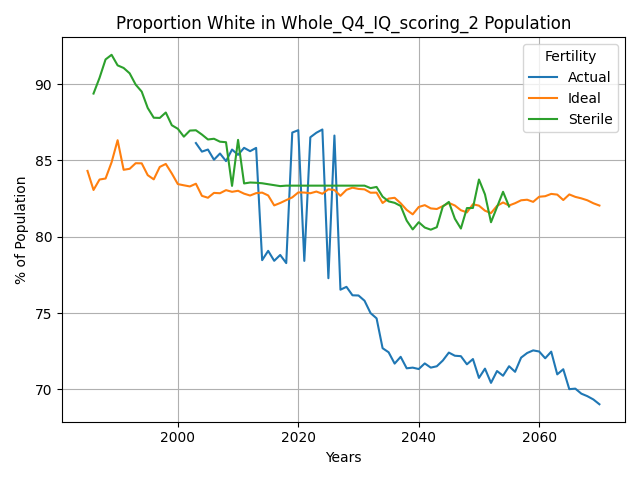 Proportion White in Whole_Q4_IQ_scoring_2 Population
Fertility
Actual
Ideal
Sterile
% of Population
90
85
80
75
70
2000
2020
2040
2060
Years